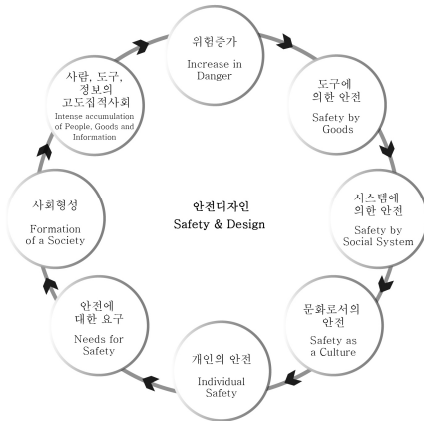 위험증가
Increase in
Danger
도구에
의한 안전
Safety by
Goods
시스템에
의한 안전
Safety by
Social System
문화로서의
안전
Safety as
a Culture
개인의 안전
Individual
Safety
안전에
대한 요구
Needs for
Safety
사회형성
Formation
of a Society
사람, 도구,
정보의
고도집적사회
Intense accumulation
of People, Goods and
Information
안전디자인
Safety & Design